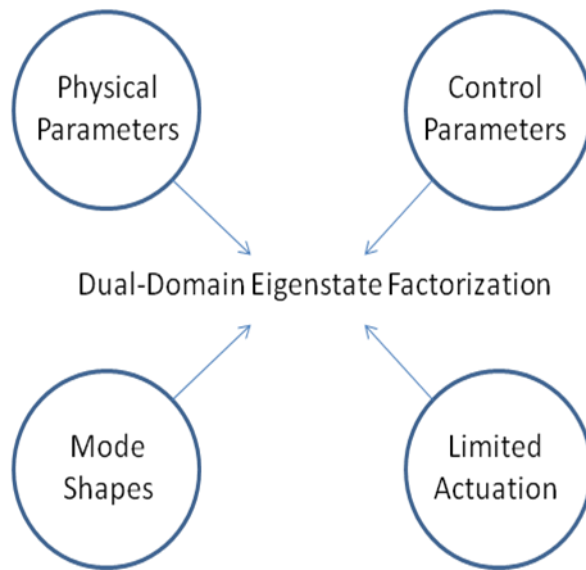 Physical
Parameters
Control
Parameters
Dual-Domain Eigenstate Factorization
Mode
Shapes
Limited
Actuation